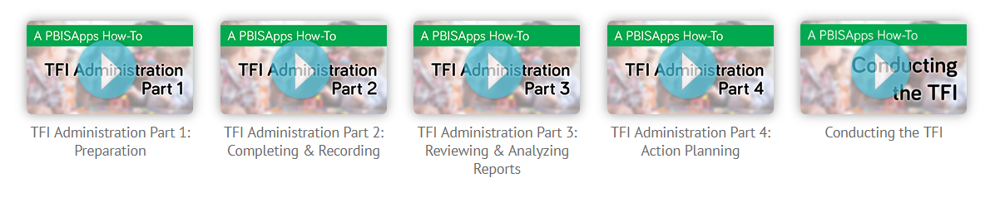 A PBISApps How-To
TFI Administration
Part 1
TFI Administration Part 1:
Preparation
A PBISApps How-To
TFI Administration
Part 2
TFI Administration Part 2:
Completing & Recording
A PBISApps How-To
TFI Administration
Part 3
TFI Administration Part 3:
Reviewing & Analyzing
Reports
A PBISApps How-To
TFI Administration
Part 4
TFI Administration Part 4:
Action Planning
A PBISApps How-To
Conducting
the TFI
Conducting the TFI